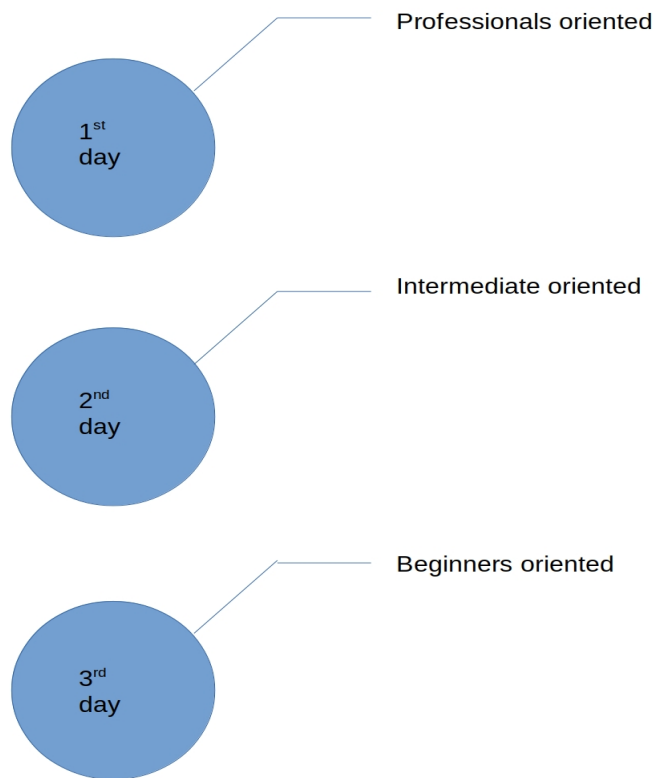 Professionals oriented
1st
day
Intermediate oriented
2nd
day
Beginners oriented
3rd
day